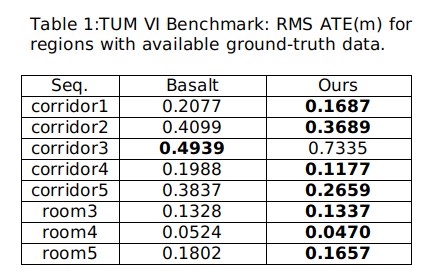 Table 1:TUM VI Benchmark: RMS ATE(m) for
regions with available ground-truth data.
Seq. Basalt Ours
corridor1 0.2077 0.1687
corridor2 0.4099 0.3689
corridor3 0.4939 0.7335
corridor4 0.1988 0.1177
corridor5 0.3837 0.2659
room3 0.1328 0.1337
room4 0.0524 0.0470
room5 0.1802 0.1657